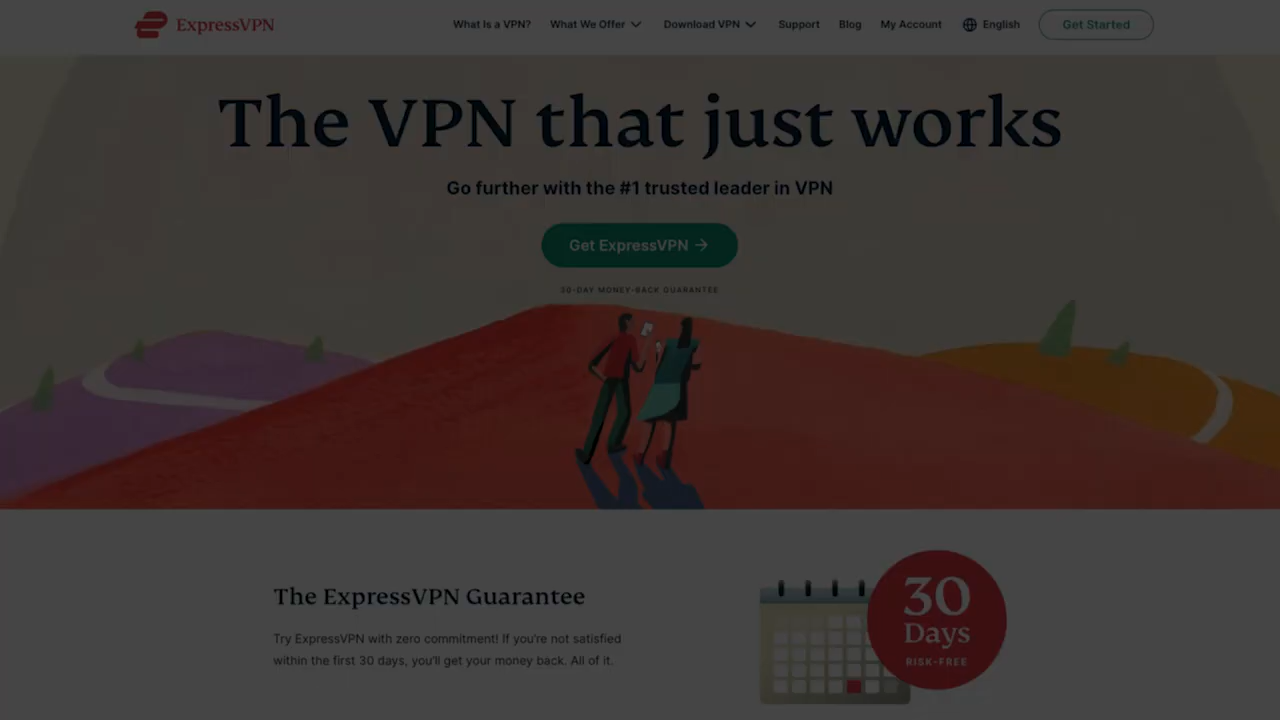 ExpressVPN
What Is a VPN?
What We Offer
Download VPN
Support
Blog
My Account
English
Get Started
The VPN that just works
Go further with the #1 trusted leader in VPN
Get ExpressVPN →
30-DAY MONEY-BACK GUARANTEE
The ExpressVPN Guarantee
Try ExpressVPN with zero commitment! If you're not satisfied
within the first 30 days, you'll get your money back. All of it.
30
Days
RISK-FREE